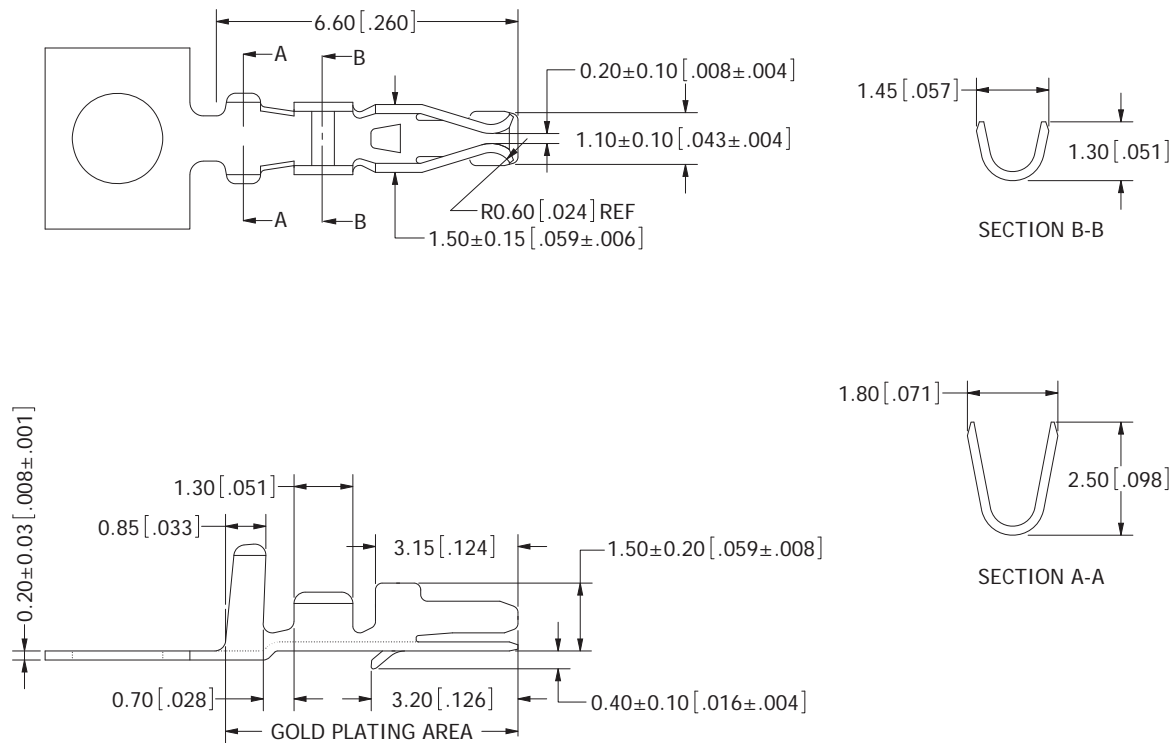 6.60[.260]
A
B
0.20±0.10[.008±.004]
1.10±0.10[.043±.004]
A
B
R0.60[.024]REF
1.50±0.15[.059±.006]
1.45[.057]
1.30[.051]
SECTION B-B
1.80[.071]
2.50[.098]
SECTION A-A
0.20±0.03[.008±.001]
1.30[.051]
0.85[.033]
3.15[.124]
1.50±0.20[.059±.008]
0.70[.028]
3.20[.126]
0.40±0.10[.016±.004]
GOLD PLATING AREA